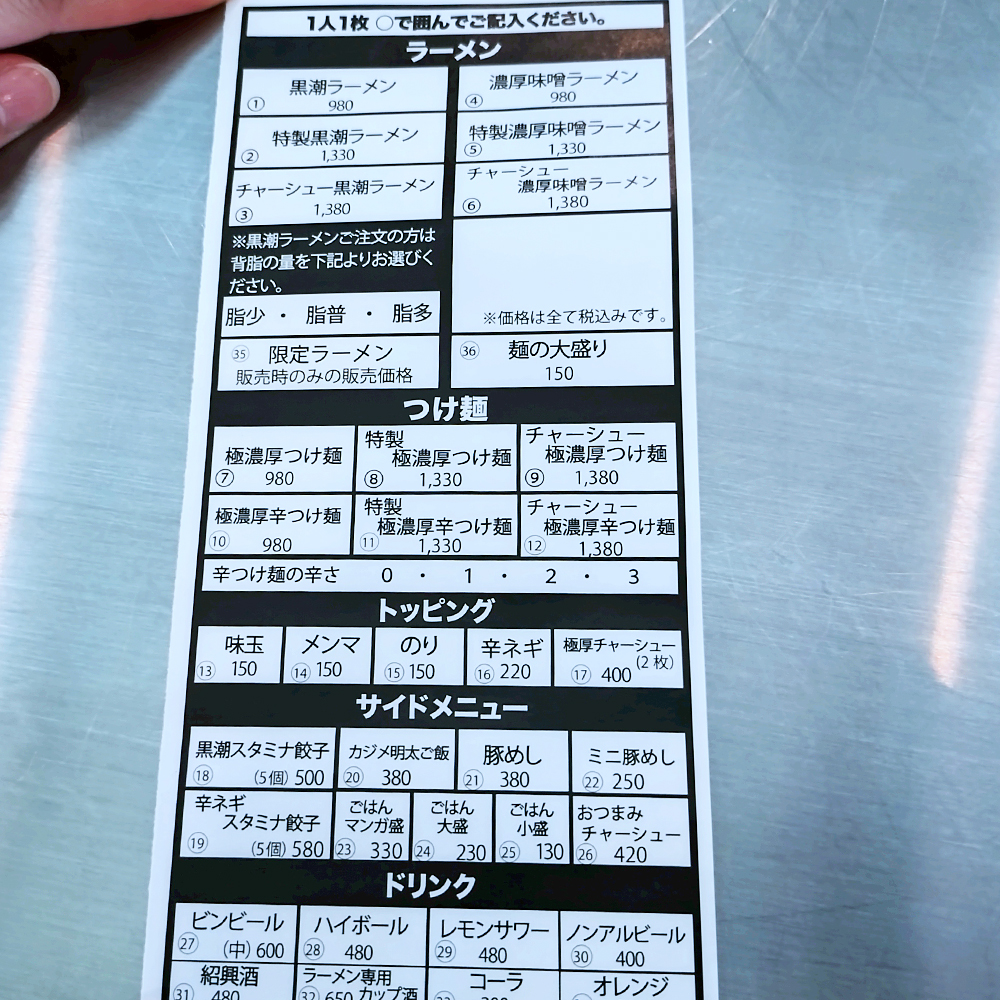 1人1枚 ○で囲んでご記入ください。
ラーメン
黒潮ラーメン
① 980
濃厚味噌ラーメン
④ 980
特製黒潮ラーメン
② 1,330
特製濃厚味噌ラーメン
⑤ 1,330
チャーシュー黒潮ラーメン
③ 1,380
チャーシュー
濃厚味噌ラーメン
⑥ 1,380
※黒潮ラーメンご注文の方は
背脂の量を下記よりお選びく
ださい。
脂少 ・ 脂普 ・ 脂多
※価格は全て税込みです。
㉟ 限定ラーメン
販売時のみの販売価格
㊱ 麺の大盛り
150
つけ麺
極濃厚つけ麺
⑦ 980
特製
極濃厚つけ麺
⑧ 1,330
チャーシュー
極濃厚つけ麺
⑨ 1,380
極濃厚辛つけ麺
⑩ 980
特製
極濃厚辛つけ麺
⑪ 1,330
チャーシュー
極濃厚辛つけ麺
⑫ 1,380
辛つけ麺の辛さ 0 ・ 1 ・ 2 ・ 3
トッピング
味玉
⑬ 150
メンマ
⑭ 150
のり
⑮ 150
辛ネギ
⑯ 220
極厚チャーシュー
(2枚)
⑰ 400
サイドメニュー
黒潮スタミナ餃子
⑱ (5個) 500
カジメ明太ご飯
⑳ 380
豚めし
㉑ 380
ミニ豚めし
㉒ 250
辛ネギ
スタミナ餃子
⑲ (5個) 580
ごはん
マンガ盛
㉓ 330
ごはん
大盛
㉔ 230
ごはん
小盛
㉕ 130
おつまみ
チャーシュー
㉖ 420
ドリンク
ビンビール
㉗ (中) 600
ハイボール
㉘ 480
レモンサワー
㉙ 480
ノンアルビール
㉚ 400
紹興酒
㉛ 480
ラーメン専用
カップ酒
㉜ 650
コーラ
オレンジ